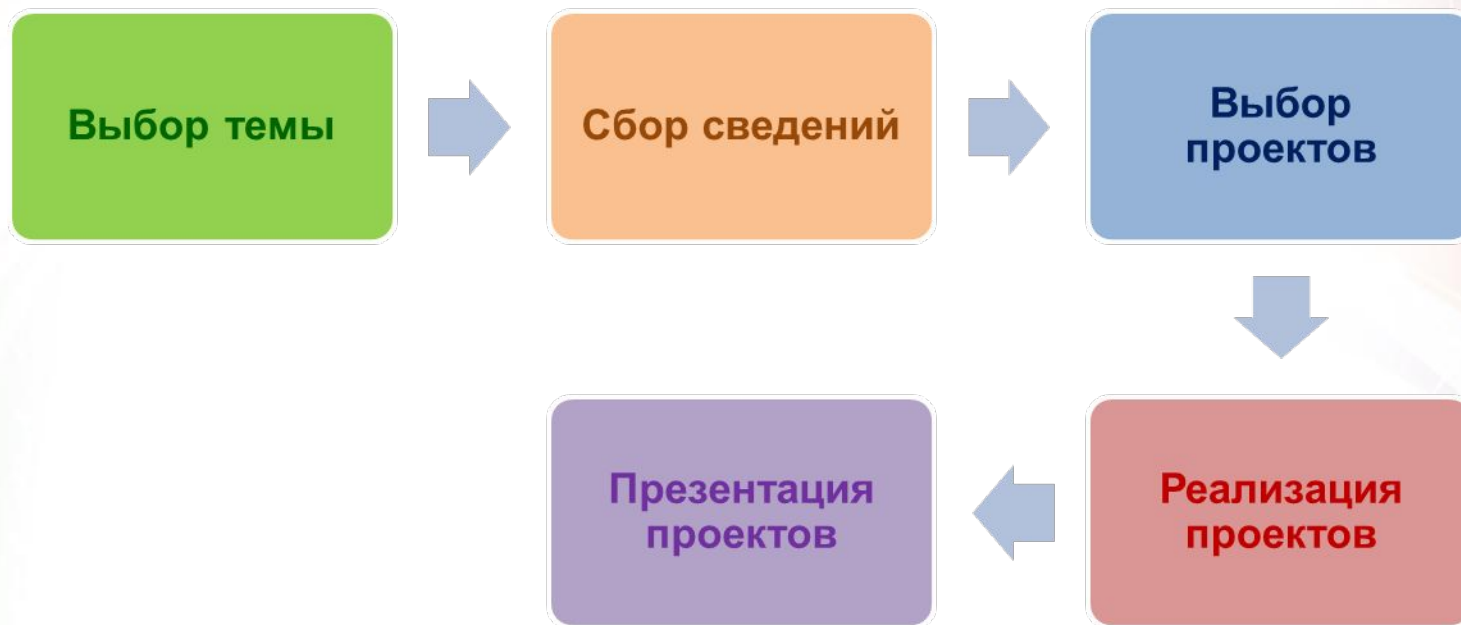 Выбор темы
Сбор сведений
Выбор
проектов
Реализация
проектов
Презентация
проектов